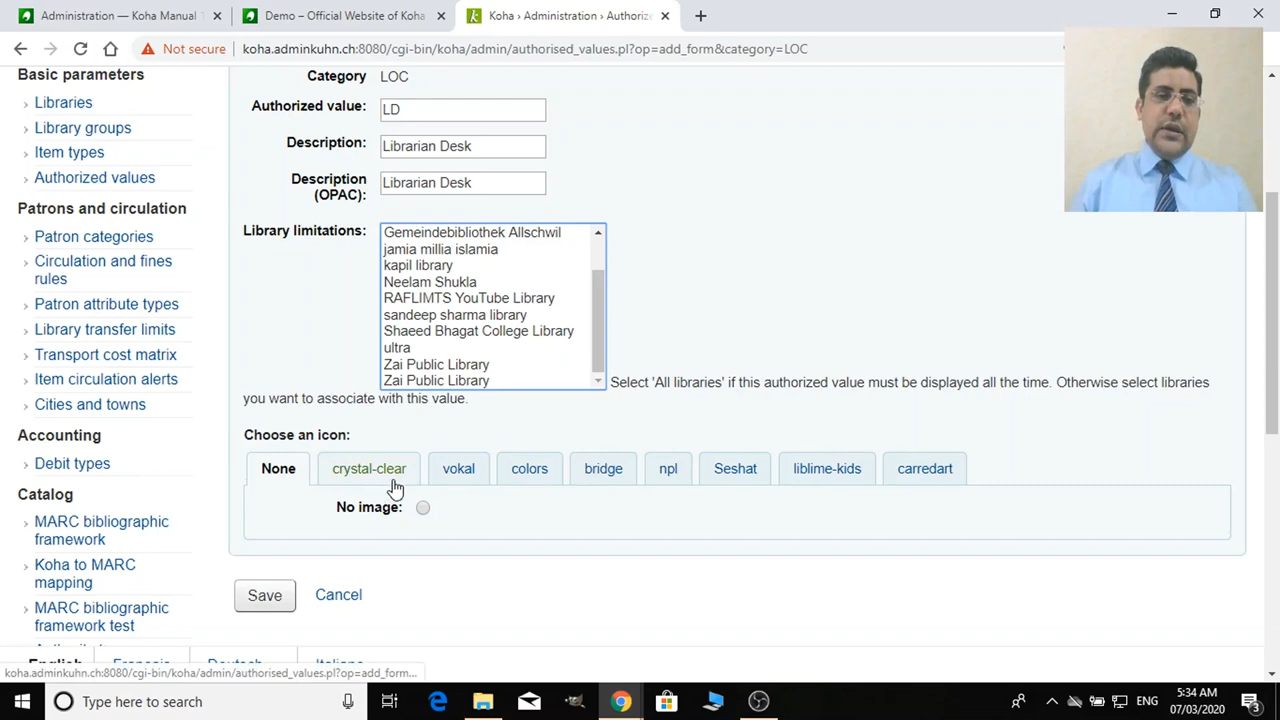 Administration — Koha Manual 1
Demo – Official Website of Koha
Koha › Administration › Authorize
Not secure
koha.adminkuhn.ch:8080/cgi-bin/koha/admin/authorised_values.pl?op=add_form&category=LOC
Basic parameters
Libraries
Library groups
Item types
Authorized values
Patrons and circulation
Patron categories
Circulation and fines
rules
Patron attribute types
Library transfer limits
Transport cost matrix
Item circulation alerts
Cities and towns
Accounting
Debit types
Catalog
MARC bibliographic
framework
Koha to MARC
mapping
MARC bibliographic
framework test
Category LOC
Authorized value: LD
Description: Librarian Desk
Description
(OPAC): Librarian Desk
Library limitations:
Gemeindebibliothek Allschwil
jamia millia islamia
kapil library
Neelam Shukla
RAFLIMTS YouTube Library
sandeep sharma library
Shaeed Bhagat College Library
ultra
Zai Public Library
Zai Public Library
Select 'All libraries' if this authorized value must be displayed all the time. Otherwise select libraries
you want to associate with this value.
Choose an icon:
None crystal-clear vokal colors bridge npl Seshat liblime-kids carredart
No image:
Save Cancel
English Français Deutsch Italiano
koha.adminkuhn.ch:8080/cgi-bin/koha/admin/authorised_values.pl?op=add_form...
Type here to search
ENG
5:34 AM
07/03/2020
3